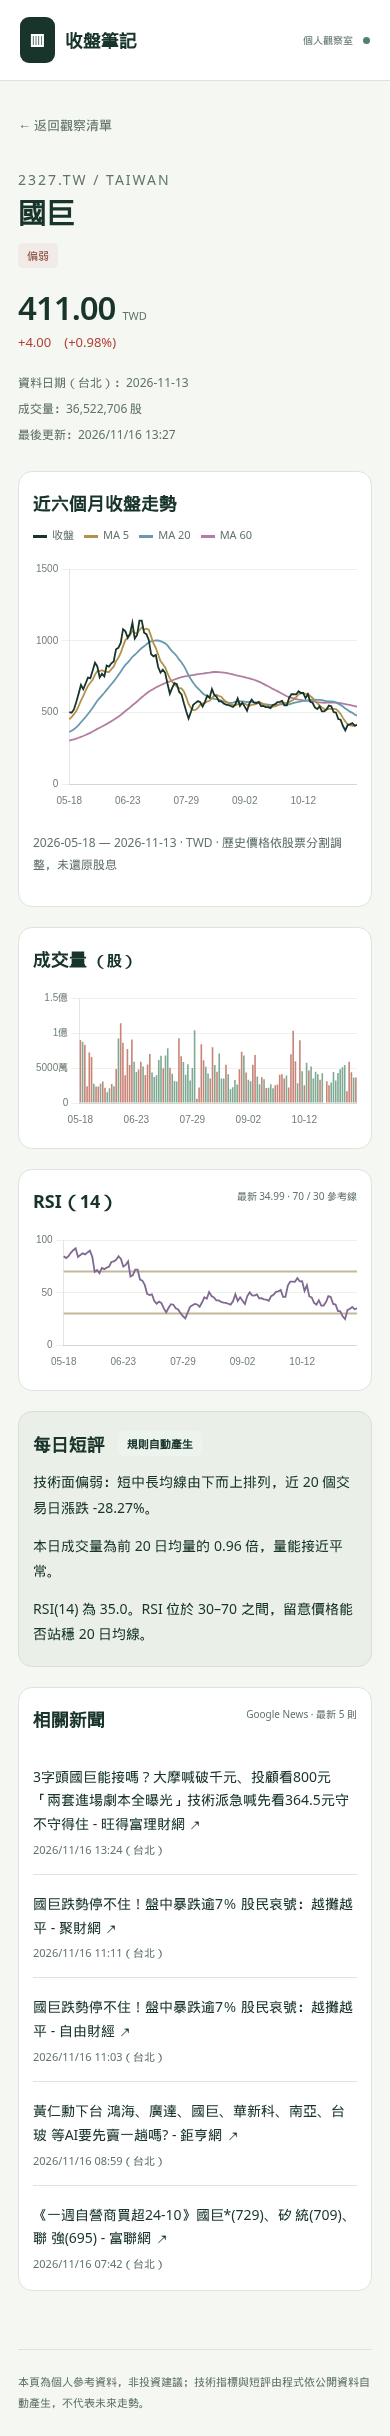 收盤筆記
個人觀察室
← 返回觀察清單
2327.TW / TAIWAN
國巨
偏弱
411.00 TWD
+4.00 (+0.98%)
資料日期（台北）：2026-11-13
成交量：36,522,706 股
最後更新：2026/11/16 13:27
近六個月收盤走勢
收盤 MA 5 MA 20 MA 60
1500
1000
500
0
05-18 06-23 07-29 09-02 10-12
2026-05-18 — 2026-11-13 · TWD · 歷史價格依股票分割調
整，未還原股息
成交量（股）
1.5億
1億
5000萬
0
05-18 06-23 07-29 09-02 10-12
RSI（14）
最新 34.99 · 70 / 30 參考線
100
50
0
05-18 06-23 07-29 09-02 10-12
每日短評 規則自動產生
技術面偏弱：短中長均線由下而上排列，近 20 個交
易日漲跌 -28.27%。
本日成交量為前 20 日均量的 0.96 倍，量能接近平
常。
RSI(14) 為 35.0。RSI 位於 30–70 之間，留意價格能
否站穩 20 日均線。
相關新聞
Google News · 最新 5 則
3字頭國巨能接嗎？大摩喊破千元、投顧看800元
「兩套進場劇本全曝光」技術派急喊先看364.5元守
不守得住 - 旺得富理財網 ↗
2026/11/16 13:24（台北）
國巨跌勢停不住！盤中暴跌逾7% 股民哀號：越攤越
平 - 聚財網 ↗
2026/11/16 11:11（台北）
國巨跌勢停不住！盤中暴跌逾7% 股民哀號：越攤越
平 - 自由財經 ↗
2026/11/16 11:03（台北）
黃仁勳下台 鴻海、廣達、國巨、華新科、南亞、台
玻 等AI要先賣一趟嗎? - 鉅亨網 ↗
2026/11/16 08:59（台北）
《一週自營商買超24-10》國巨*(729)、矽 統(709)、
聯 強(695) - 富聯網 ↗
2026/11/16 07:42（台北）
本頁為個人參考資料，非投資建議；技術指標與短評由程式依公開資料自
動產生，不代表未來走勢。